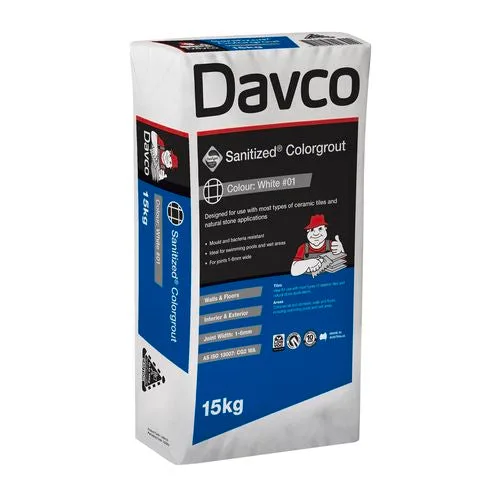 Davco
Sanitized® Colorgrout
Colour: White #01
Designed for use with most types of ceramic tiles and
natural stone applications
• Mould and bacteria resistant
• Ideal for swimming pools and wet areas
• For joints 1-6mm wide
Walls & Floors
Interior & Exterior
Joint Width: 1-6mm
AS ISO 13007: CG2 WA
Tiles
Areas
15kg
Davco
Sanitized® Colorgrout
Colour: White #01
15kg